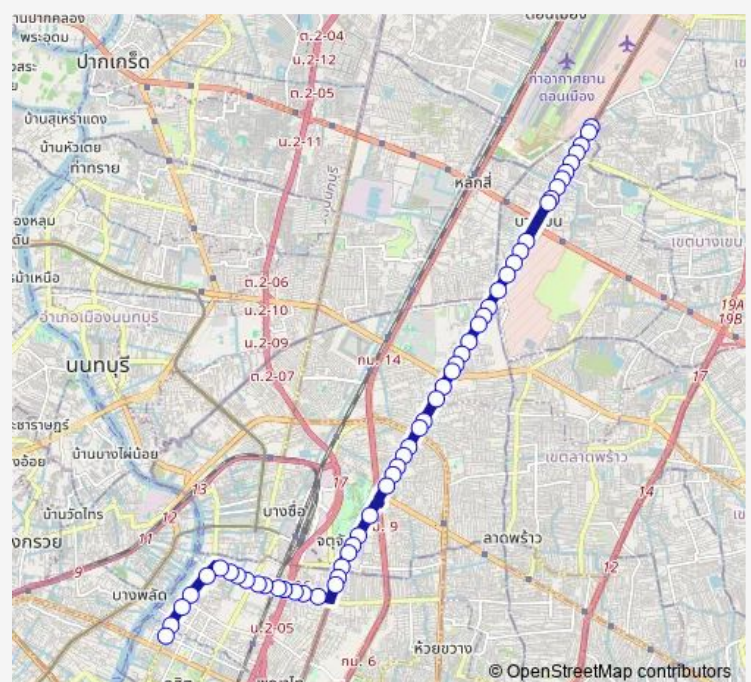 ต.2-04
น.2-12
ต.2-05
น.2-11
พระอุดม
ปากเกร็ด
ท่าอากาศยาน
ดอนเมือง
บ้านสุเหร่าแดง
บ้านหัวเตย
ท่าทราย
หลักสี่
เขตบางเขน
ต.2-06
น.2-10
น.2-09
ต.2-07
อำเภอเมืองนนทบุรี
กม. 14
19A
19B
17
นนทบุรี
บ้านบางไผ่น้อย
เขตลาดพร้าว
17
13
12
11
9
14
12
บ้านวัดไทร
บางซื่อ
ลาดพร้าว
บางพลัด
น.2-05
กม. 6
ห้วยขวาง
© OpenStreetMap contributors